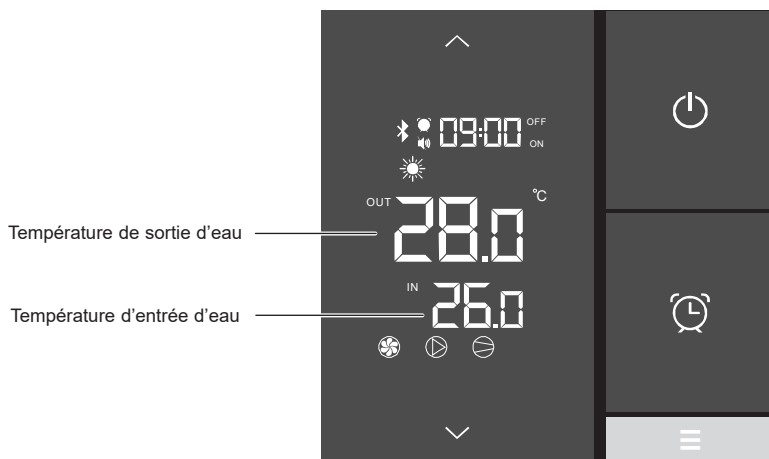 09:00 OFF
ON
OUT 28.0 °C
Température de sortie d’eau
IN 26.0
Température d’entrée d’eau